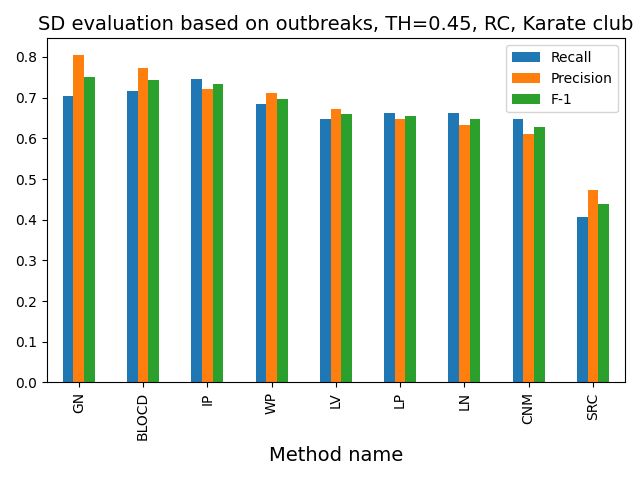 SD evaluation based on outbreaks, TH=0.45, RC, Karate club
Recall
Precision
F-1
0.8
0.7
0.6
0.5
0.4
0.3
0.2
0.1
0.0
GN
BLOCD
IP
WP
LV
LP
LN
CNM
SRC
Method name